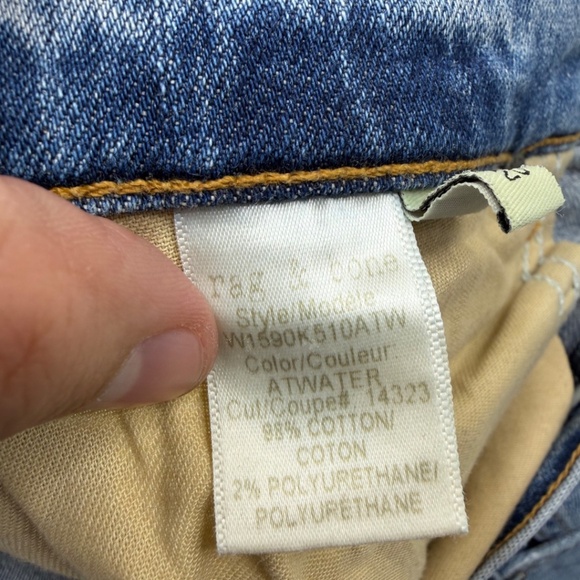 rag & bone
Style/Modele
W1590K510ATW
Color/Couleur:
ATWATER
Cut/Coupe# 14323
98% COTTON/
COTON
2% POLYURETHANE/
POLYURETHANE